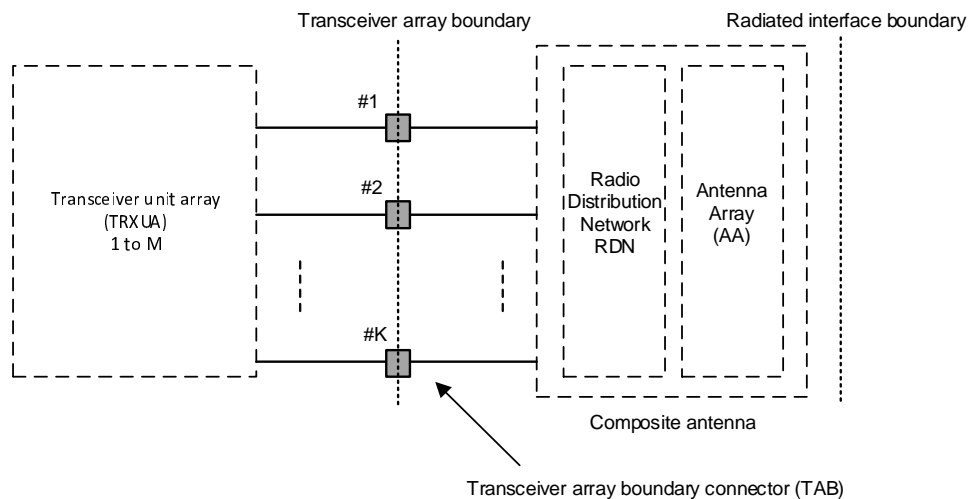 Transceiver array boundary
Radiated interface boundary
#1
#2
#K
Transceiver unit array
(TRXUA)
1 to M
Radio
Distribution
Network
RDN
Antenna
Array
(AA)
Composite antenna
Transceiver array boundary connector (TAB)